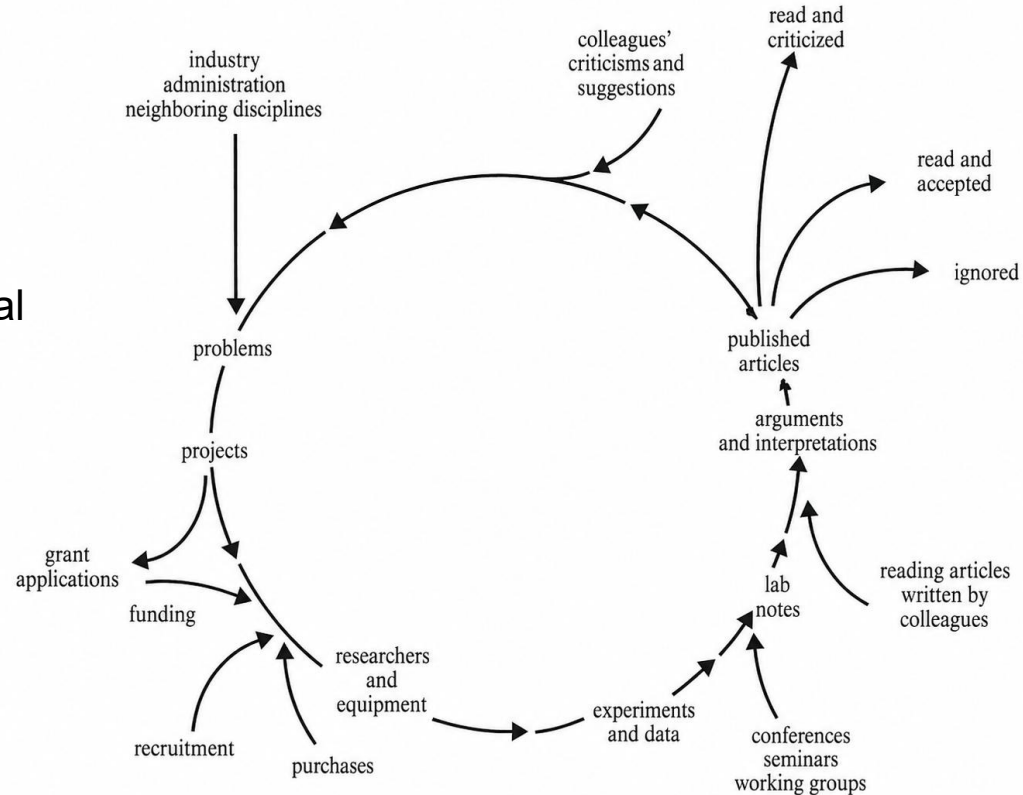 read and
criticized
colleagues’
criticisms and
suggestions
industry
administration
neighboring disciplines
read and
accepted
ignored
al
problems
published
articles
arguments
and interpretations
projects
grant
applications
funding
lab
notes
reading articles
written by
colleagues
researchers
and
equipment
experiments
and data
recruitment
purchases
conferences
seminars
working groups